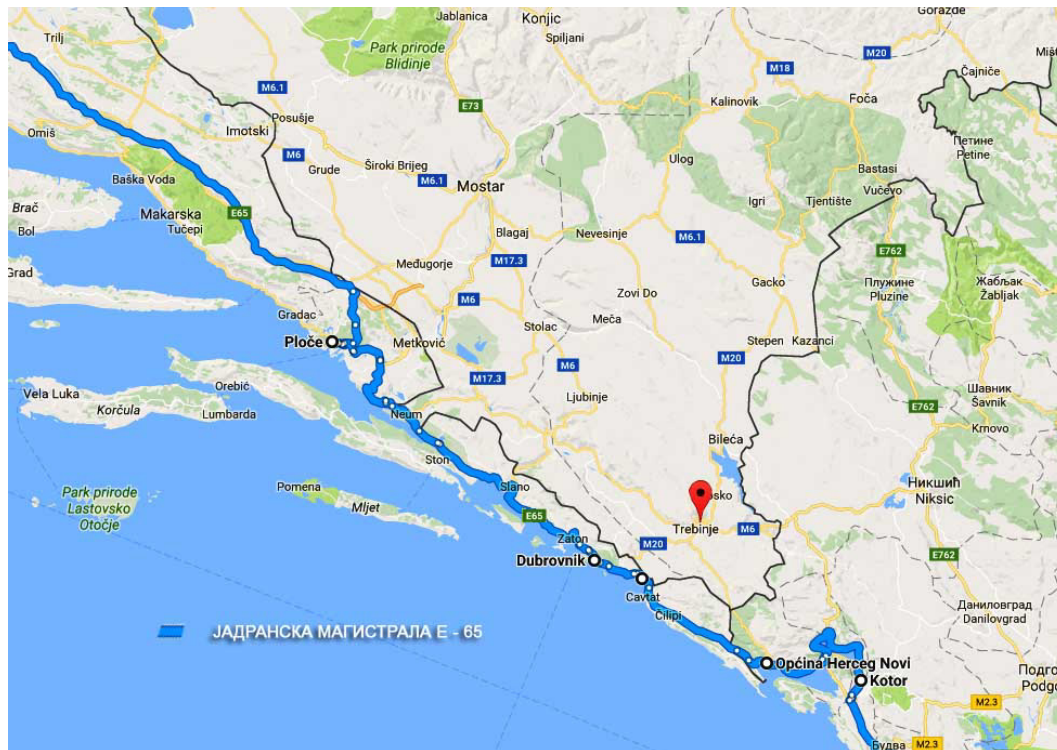 Trilj
Jablanica
Konjic
Spiljani
Goražde
Park prirode
Blidinje
M20
Čajniče
M6.1
M18
Foča
E73
Kalinovik
Posušje
Omiš
Imotski
M6
Grude
Široki Brijeg
M6.1
Mostar
Ulog
Петине
Petine
Bastasi
Vučevo
Baška Voda
Igri
Tjentište
Brač
Bol
Makarska
Tučepi
E65
Blagaj
Nevesinje
M6.1
E762
M17.3
Međugorje
Zovi Do
Gacko
Плужине
Pluzine
Жабљак
Žabljak
Grad
M6
Gradac
Meča
Stolac
Ploče
Metković
M20
Stepen
Kazanci
M6
M17.3
Orebić
Vela Luka
Korčula
Lumbarda
Neum
Ljubinje
Шавник
Šavnik
E762
Krnovo
Bileća
Ston
Pomena
Mljet
Slano
Park prirode
Lastovsko
Otočje
Никшић
Niksic
E65
Trebinje
M6
Zaton
M20
Dubrovnik
E762
Cavtat
Čilipi
Даниловград
Danilovgrad
ЈАДРАНСКА МАГИСТРАЛА Е - 65
Općina Herceg Novi
Kotor
M2.3
Будва
M2.3